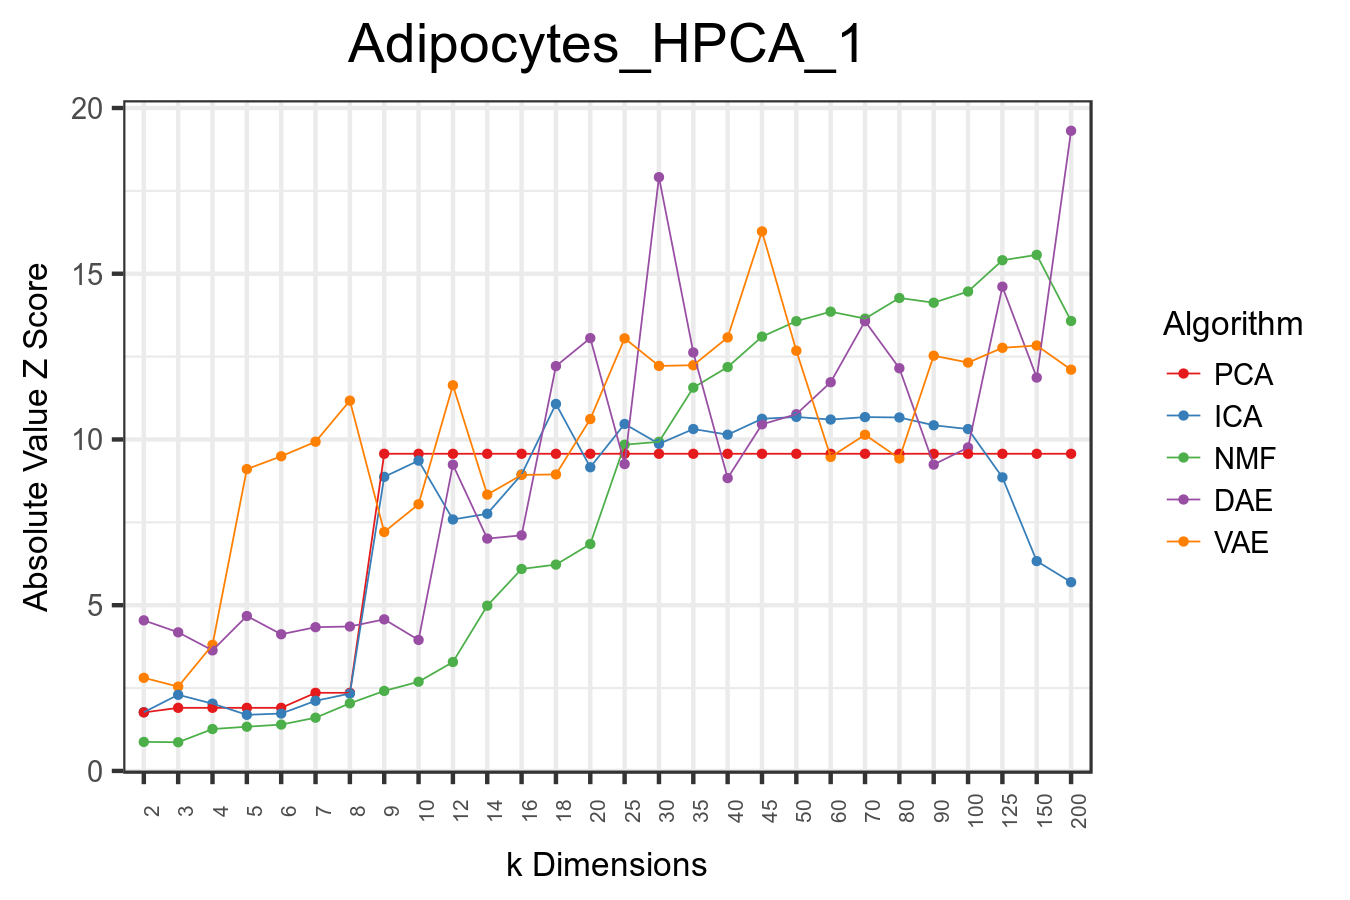 Adipocytes_HPCA_1
Absolute Value Z Score
20
15
10
5
0
2 3 4 5 6 7 8 9 10 12 14 16 18 20 25 30 35 40 45 50 60 70 80 90 100 125 150 200
k Dimensions
Algorithm
PCA
ICA
NMF
DAE
VAE